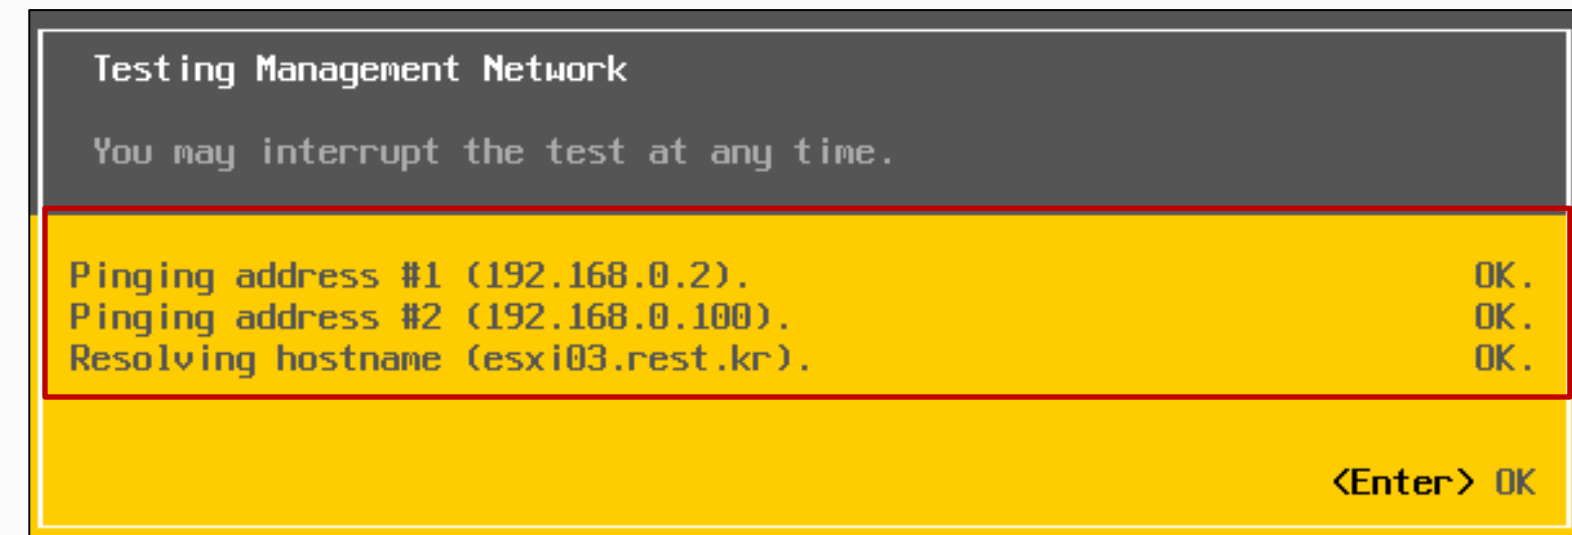 Testing Management Network
You may interrupt the test at any time.
Pinging address #1 (192.168.0.2). OK.
Pinging address #2 (192.168.0.100). OK.
Resolving hostname (esxi03.rest.kr). OK.
<Enter> OK